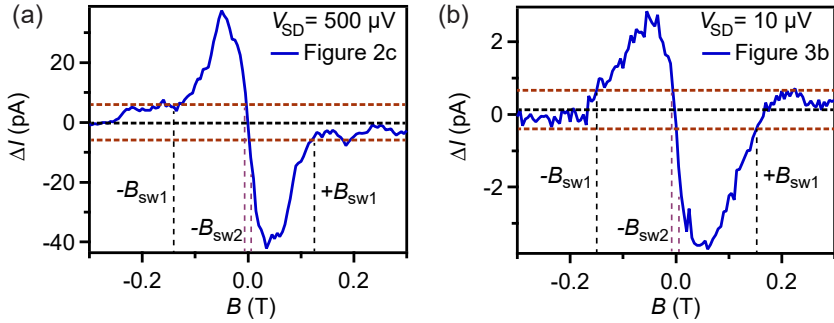 (a)
V_SD = 500 µV
Figure 2c
ΔI (pA)
40
20
0
-20
-40
-B_sw1
-B_sw2
+B_sw1
-0.2
0.0
0.2
B (T)
(b)
V_SD = 10 µV
Figure 3b
ΔI (pA)
2
0
-2
-B_sw1
-B_sw2
+B_sw1
-0.2
0.0
0.2
B (T)